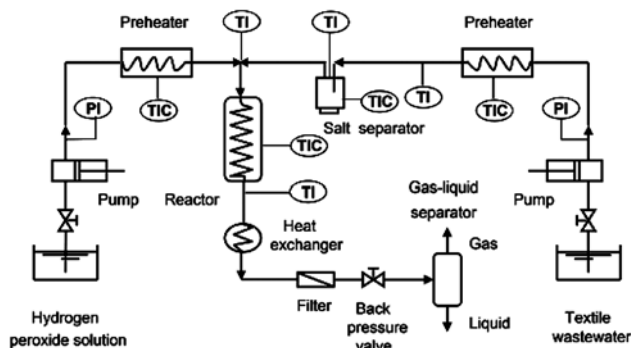 Preheater
TI
TI
Preheater
PI
TIC
TIC
TI
TIC
PI
Salt separator
TIC
Pump
Reactor
TI
Gas-liquid
separator
Pump
Heat
exchanger
Gas
Filter
Back
pressure
valve
Liquid
Hydrogen
peroxide solution
Textile
wastewater